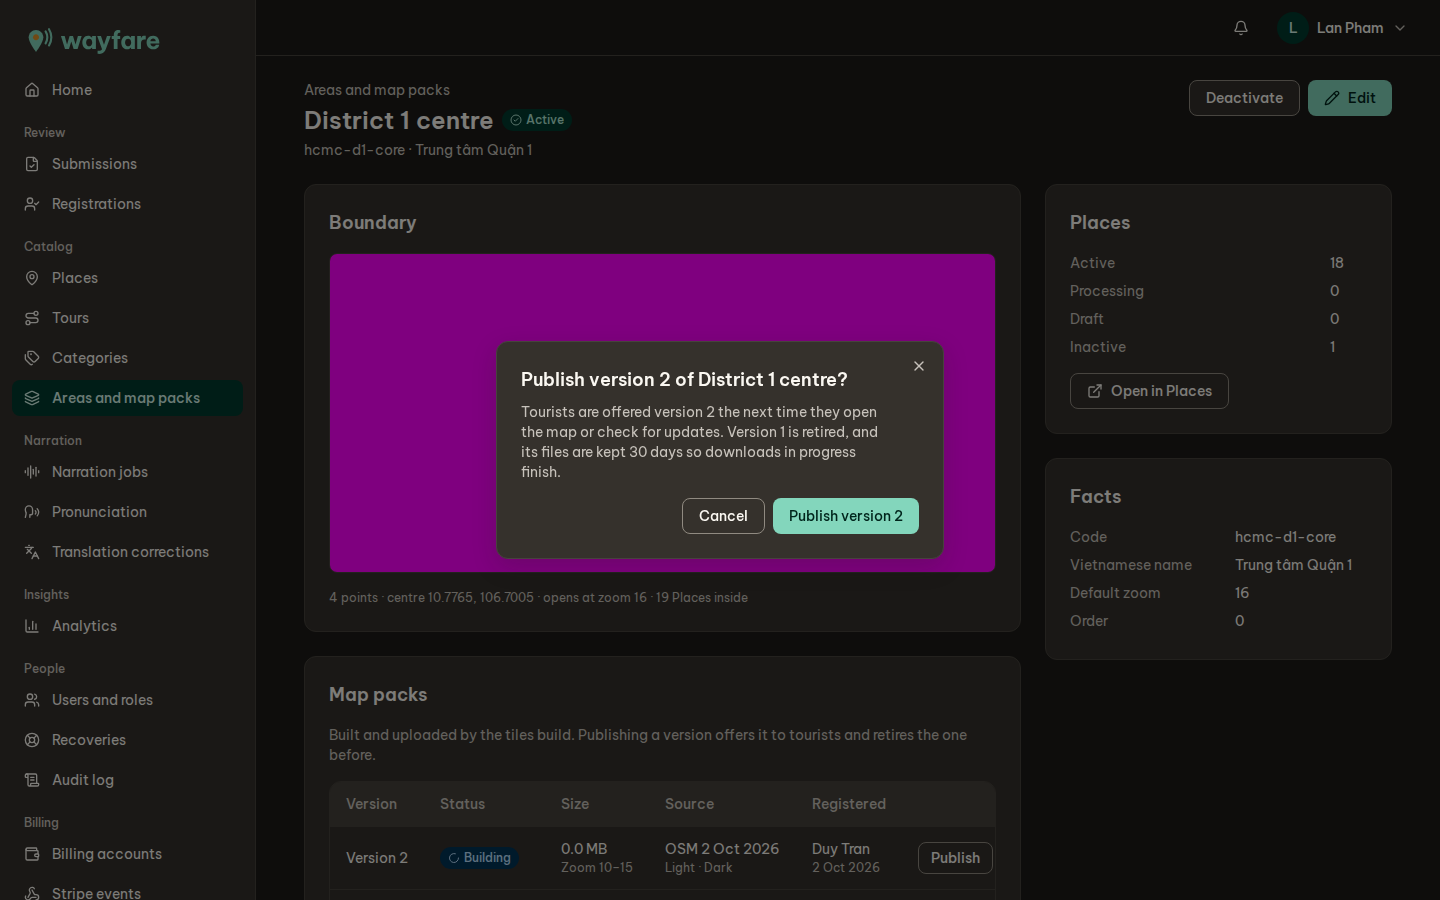 wayfare
Home
Review
Submissions
Registrations
Catalog
Places
Tours
Categories
Areas and map packs
Narration
Narration jobs
Pronunciation
Translation corrections
Insights
Analytics
People
Users and roles
Recoveries
Audit log
Billing
Billing accounts
Stripe events
L Lan Pham
Areas and map packs
District 1 centre Active
hcmc-d1-core · Trung tâm Quận 1
Deactivate
Edit
Boundary
4 points · centre 10.7765, 106.7005 · opens at zoom 16 · 19 Places inside
Publish version 2 of District 1 centre?
Tourists are offered version 2 the next time they open
the map or check for updates. Version 1 is retired, and
its files are kept 30 days so downloads in progress
finish.
Cancel
Publish version 2
Map packs
Built and uploaded by the tiles build. Publishing a version offers it to tourists and retires the one
before.
Version Status Size Source Registered
Version 2 Building 0.0 MB OSM 2 Oct 2026 Duy Tran Publish
Zoom 10–15 Light · Dark 2 Oct 2026
Places
Active 18
Processing 0
Draft 0
Inactive 1
Open in Places
Facts
Code hcmc-d1-core
Vietnamese name Trung tâm Quận 1
Default zoom 16
Order 0